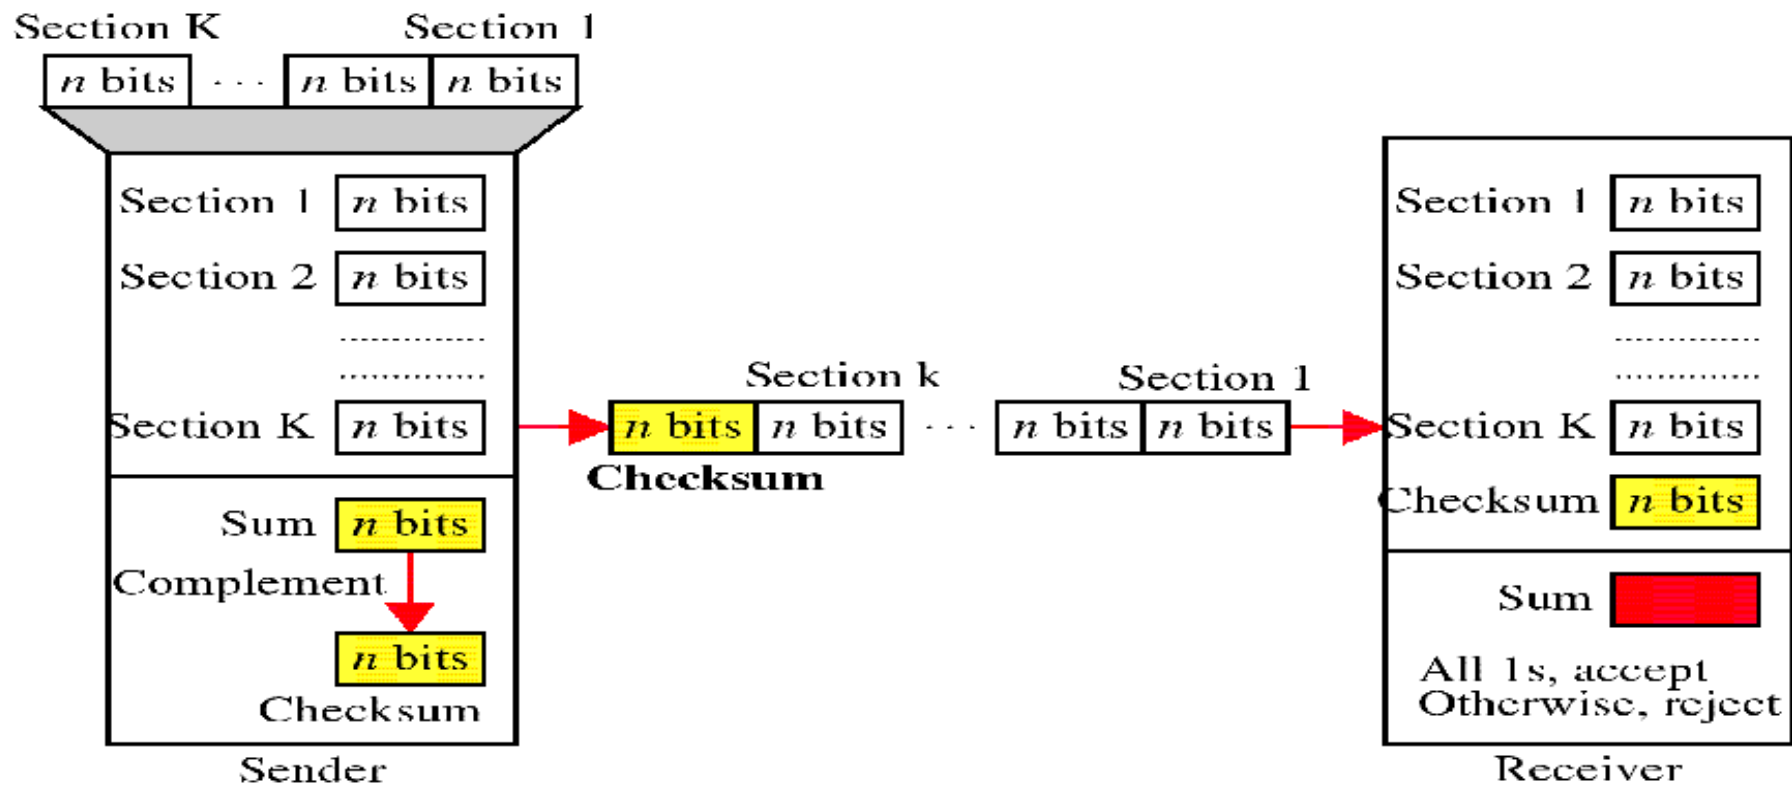 Section K Section 1
n bits ... n bits n bits
Section 1 n bits
Section 2 n bits
Section K n bits
Sum n bits
Complement
n bits
Checksum
Sender
Section k Section 1
n bits n bits ... n bits n bits
Checksum
Section 1 n bits
Section 2 n bits
Section K n bits
Checksum n bits
Sum
All 1s, accept
Otherwise, reject
Receiver